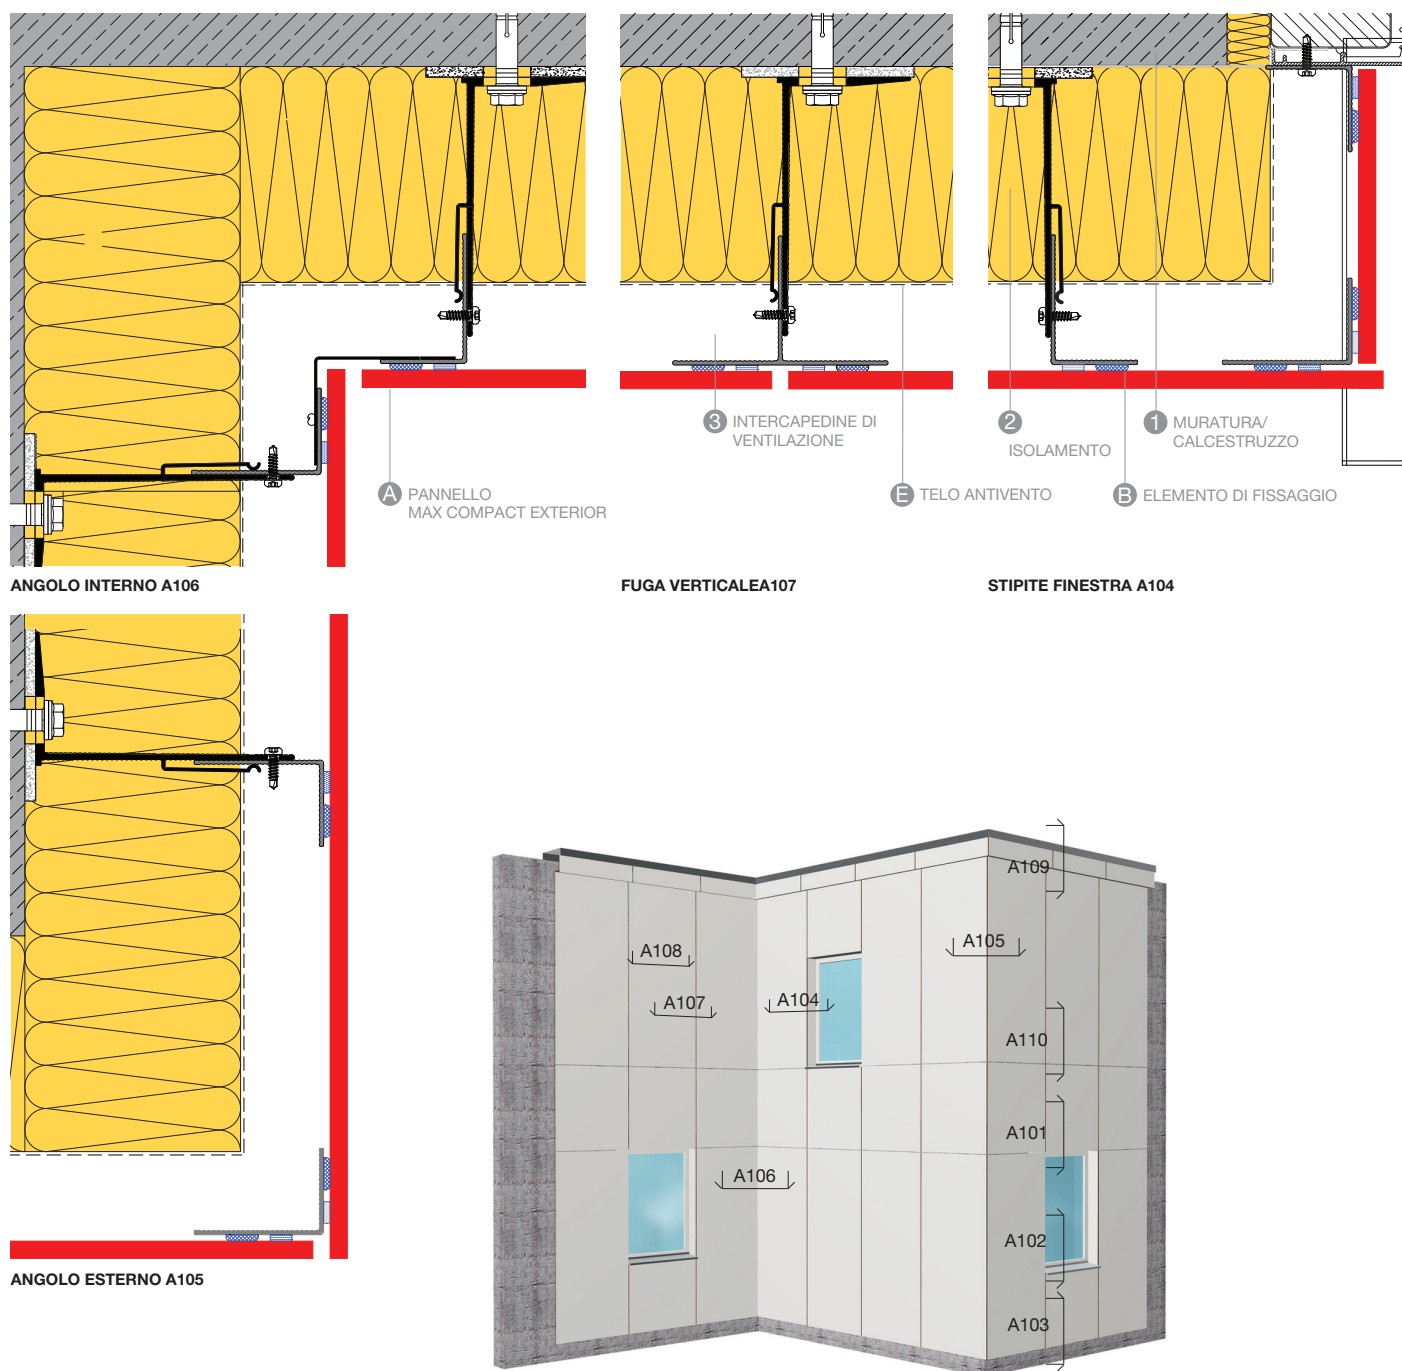 3 INTERCAPEDINE DI
VENTILAZIONE
2
ISOLAMENTO
1 MURATURA/
CALCESTRUZZO
A PANNELLO
MAX COMPACT EXTERIOR
E TELO ANTIVENTO
B ELEMENTO DI FISSAGGIO
ANGOLO INTERNO A106
FUGA VERTICALEA107
STIPITE FINESTRA A104
ANGOLO ESTERNO A105
A109
A108
A105
A107
A104
A110
A101
A106
A102
A103